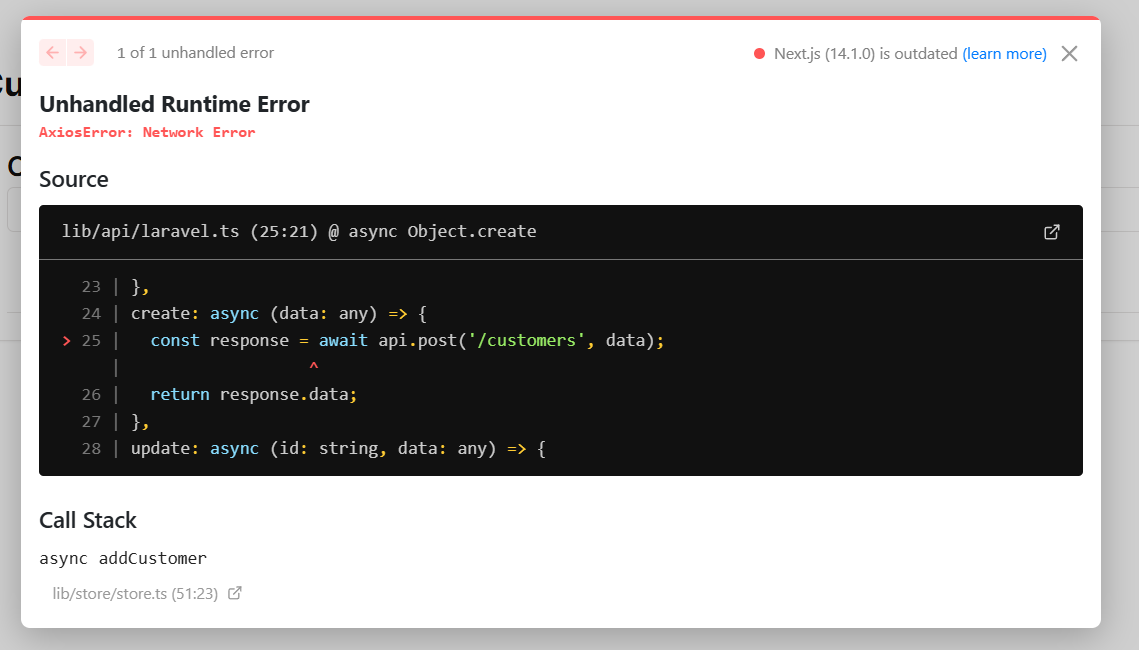 1 of 1 unhandled error
Next.js (14.1.0) is outdated (learn more)
Cu
Unhandled Runtime Error
AxiosError: Network Error
C
Source
lib/api/laravel.ts (25:21) @ async Object.create
23 | },
24 | create: async (data: any) => {
> 25 |   const response = await api.post('/customers', data);
|                     ^
26 |   return response.data;
27 | },
28 | update: async (id: string, data: any) => {
Call Stack
async addCustomer
lib/store/store.ts (51:23)